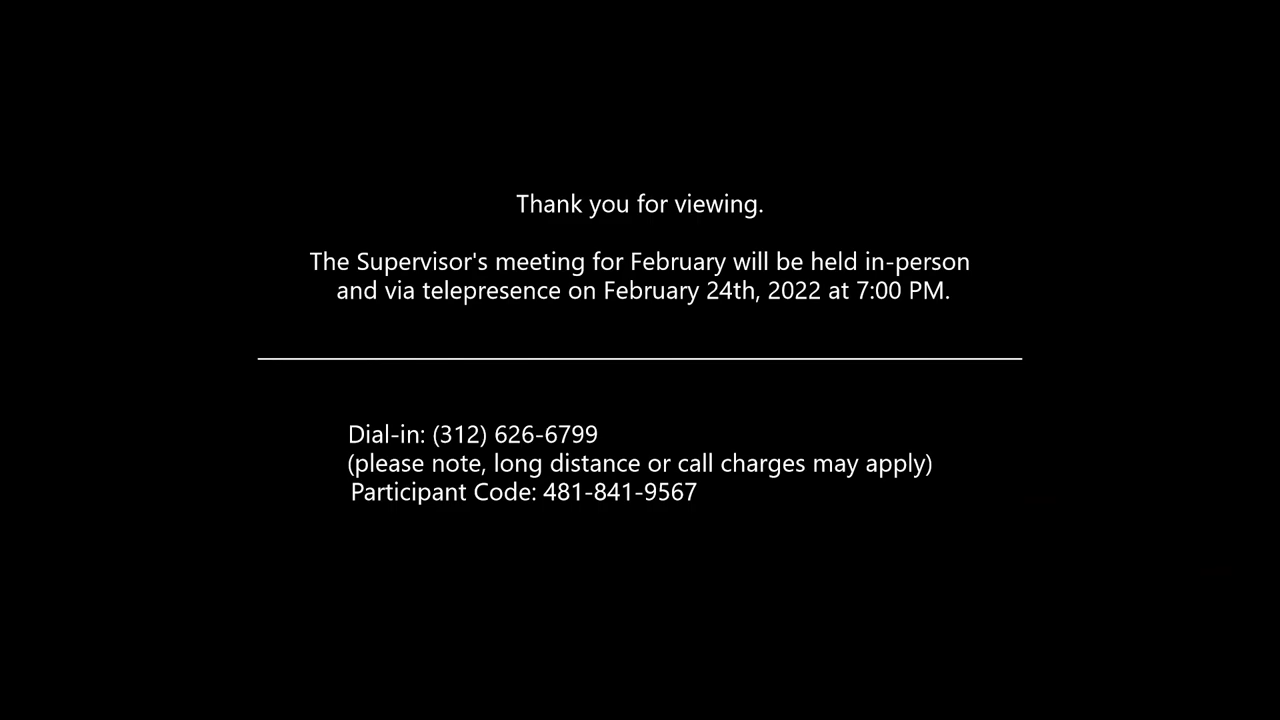 Thank you for viewing.
The Supervisor's meeting for February will be held in-person
and via telepresence on February 24th, 2022 at 7:00 PM.
Dial-in: (312) 626-6799
(please note, long distance or call charges may apply)
Participant Code: 481-841-9567